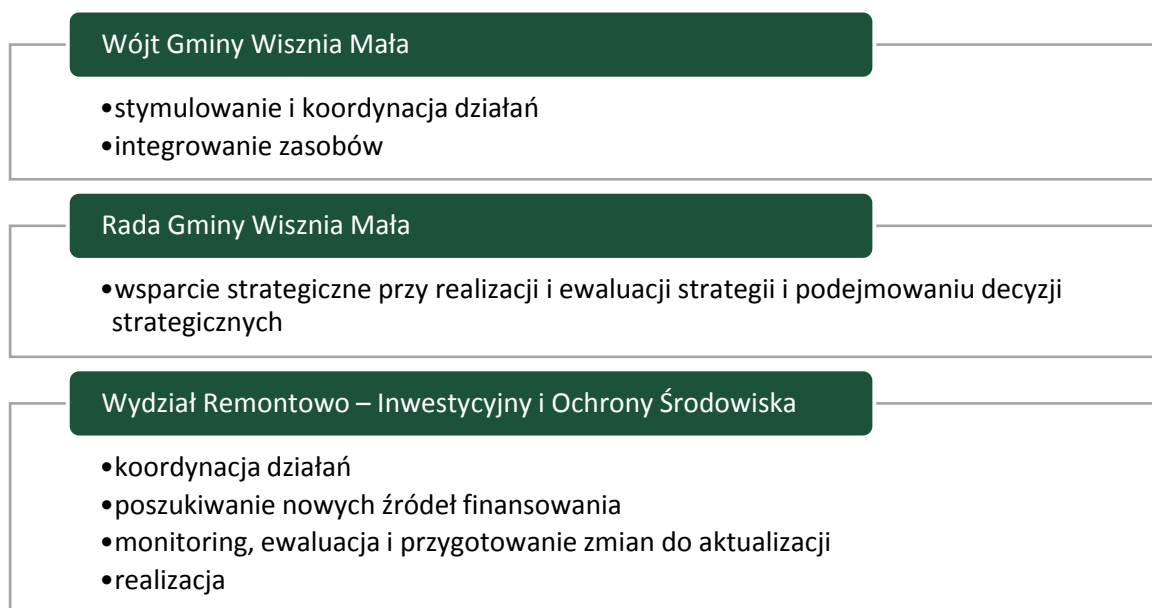 Wójt Gminy Wisznia Mała
•stymulowanie i koordynacja działań
•integrowanie zasobów
Rada Gminy Wisznia Mała
•wsparcie strategiczne przy realizacji i ewaluacji strategii i podejmowaniu decyzji
strategicznych
Wydział Remontowo – Inwestycyjny i Ochrony Środowiska
•koordynacja działań
•poszukiwanie nowych źródeł finansowania
•monitoring, ewaluacja i przygotowanie zmian do aktualizacji
•realizacja